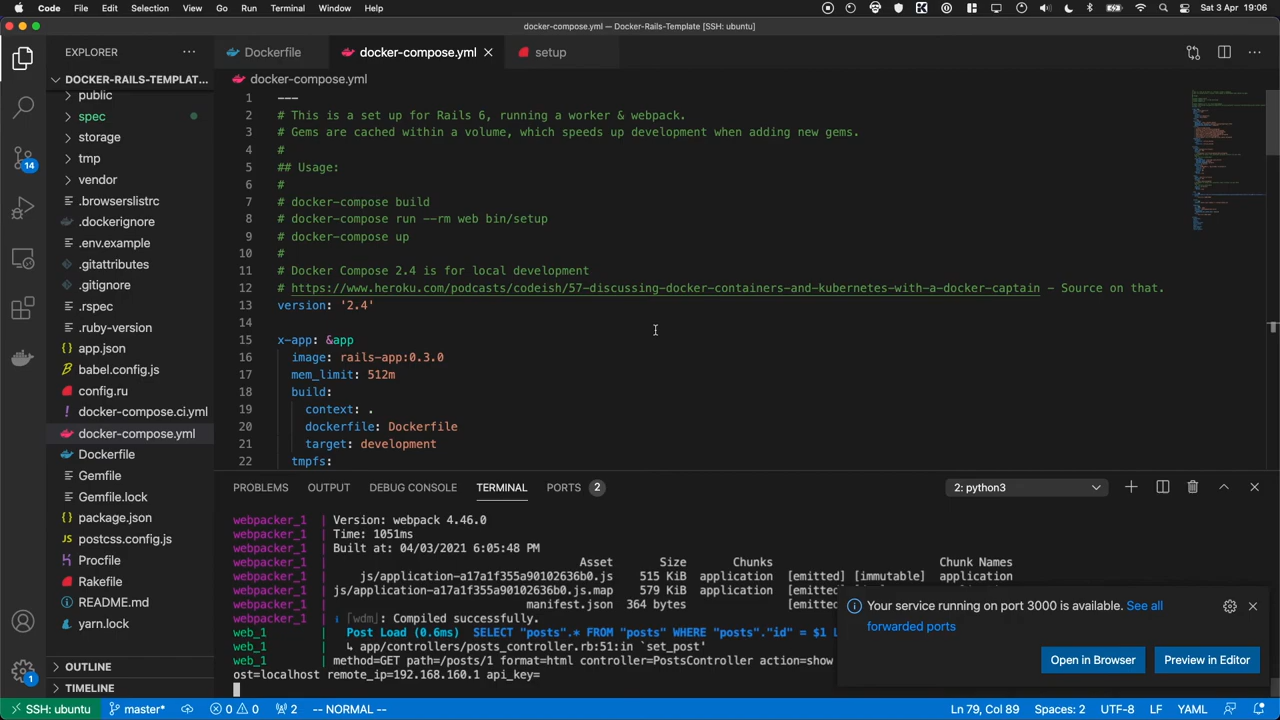 Code File Edit Selection View Go Run Terminal Window Help Sat 3 Apr 19:06
docker-compose.yml — Docker-Rails-Template [SSH: ubuntu]
EXPLORER
DOCKER-RAILS-TEMPLAT...
public
spec
storage
tmp
vendor
.browserslistrc
.dockerignore
.env.example
.gitattributes
.gitignore
.rspec
.ruby-version
app.json
babel.config.js
config.ru
docker-compose.ci.yml
docker-compose.yml
Dockerfile
Gemfile
Gemfile.lock
package.json
postcss.config.js
Procfile
Rakefile
README.md
yarn.lock
OUTLINE
TIMELINE
14
1
Dockerfile docker-compose.yml setup
docker-compose.yml
1 ---
2 # This is a set up for Rails 6, running a worker & webpack.
3 # Gems are cached within a volume, which speeds up development when adding new gems.
4 #
5 ## Usage:
6 #
7 # docker-compose build
8 # docker-compose run --rm web bin/setup
9 # docker-compose up
10 #
11 # Docker Compose 2.4 is for local development
12 # https://www.heroku.com/podcasts/codeish/57-discussing-docker-containers-and-kubernetes-with-a-docker-captain - Source on that.
13 version: '2.4'
14
15 x-app: &app
16 image: rails-app:0.3.0
17 mem_limit: 512m
18 build:
19 context: .
20 dockerfile: Dockerfile
21 target: development
22 tmpfs:
PROBLEMS OUTPUT DEBUG CONSOLE TERMINAL PORTS 2 2: python3
webpacker_1 | Version: webpack 4.46.0
webpacker_1 | Time: 1051ms
webpacker_1 | Built at: 04/03/2021 6:05:48 PM
webpacker_1 | Asset Size Chunks Chunk Names
webpacker_1 | js/application-a17a1f355a90102636b0.js 515 KiB application [emitted] [immutable] application
webpacker_1 | js/application-a17a1f355a90102636b0.js.map 579 KiB application [emitted]
webpacker_1 | manifest.json 364 bytes [emitted]
webpacker_1 | ℹ ｢wdm｣: Compiled successfully.
web_1 | Post Load (0.6ms) SELECT "posts".* FROM "posts" WHERE "posts"."id" = $1 L
web_1 | ↳ app/controllers/posts_controller.rb:51:in `set_post'
web_1 | method=GET path=/posts/1 format=html controller=PostsController action=show
ost=localhost remote_ip=192.168.160.1 api_key=
Your service running on port 3000 is available. See all
forwarded ports
Open in Browser Preview in Editor
SSH: ubuntu master* 0 0 2 -- NORMAL -- Ln 79, Col 89 Spaces: 2 UTF-8 LF YAML